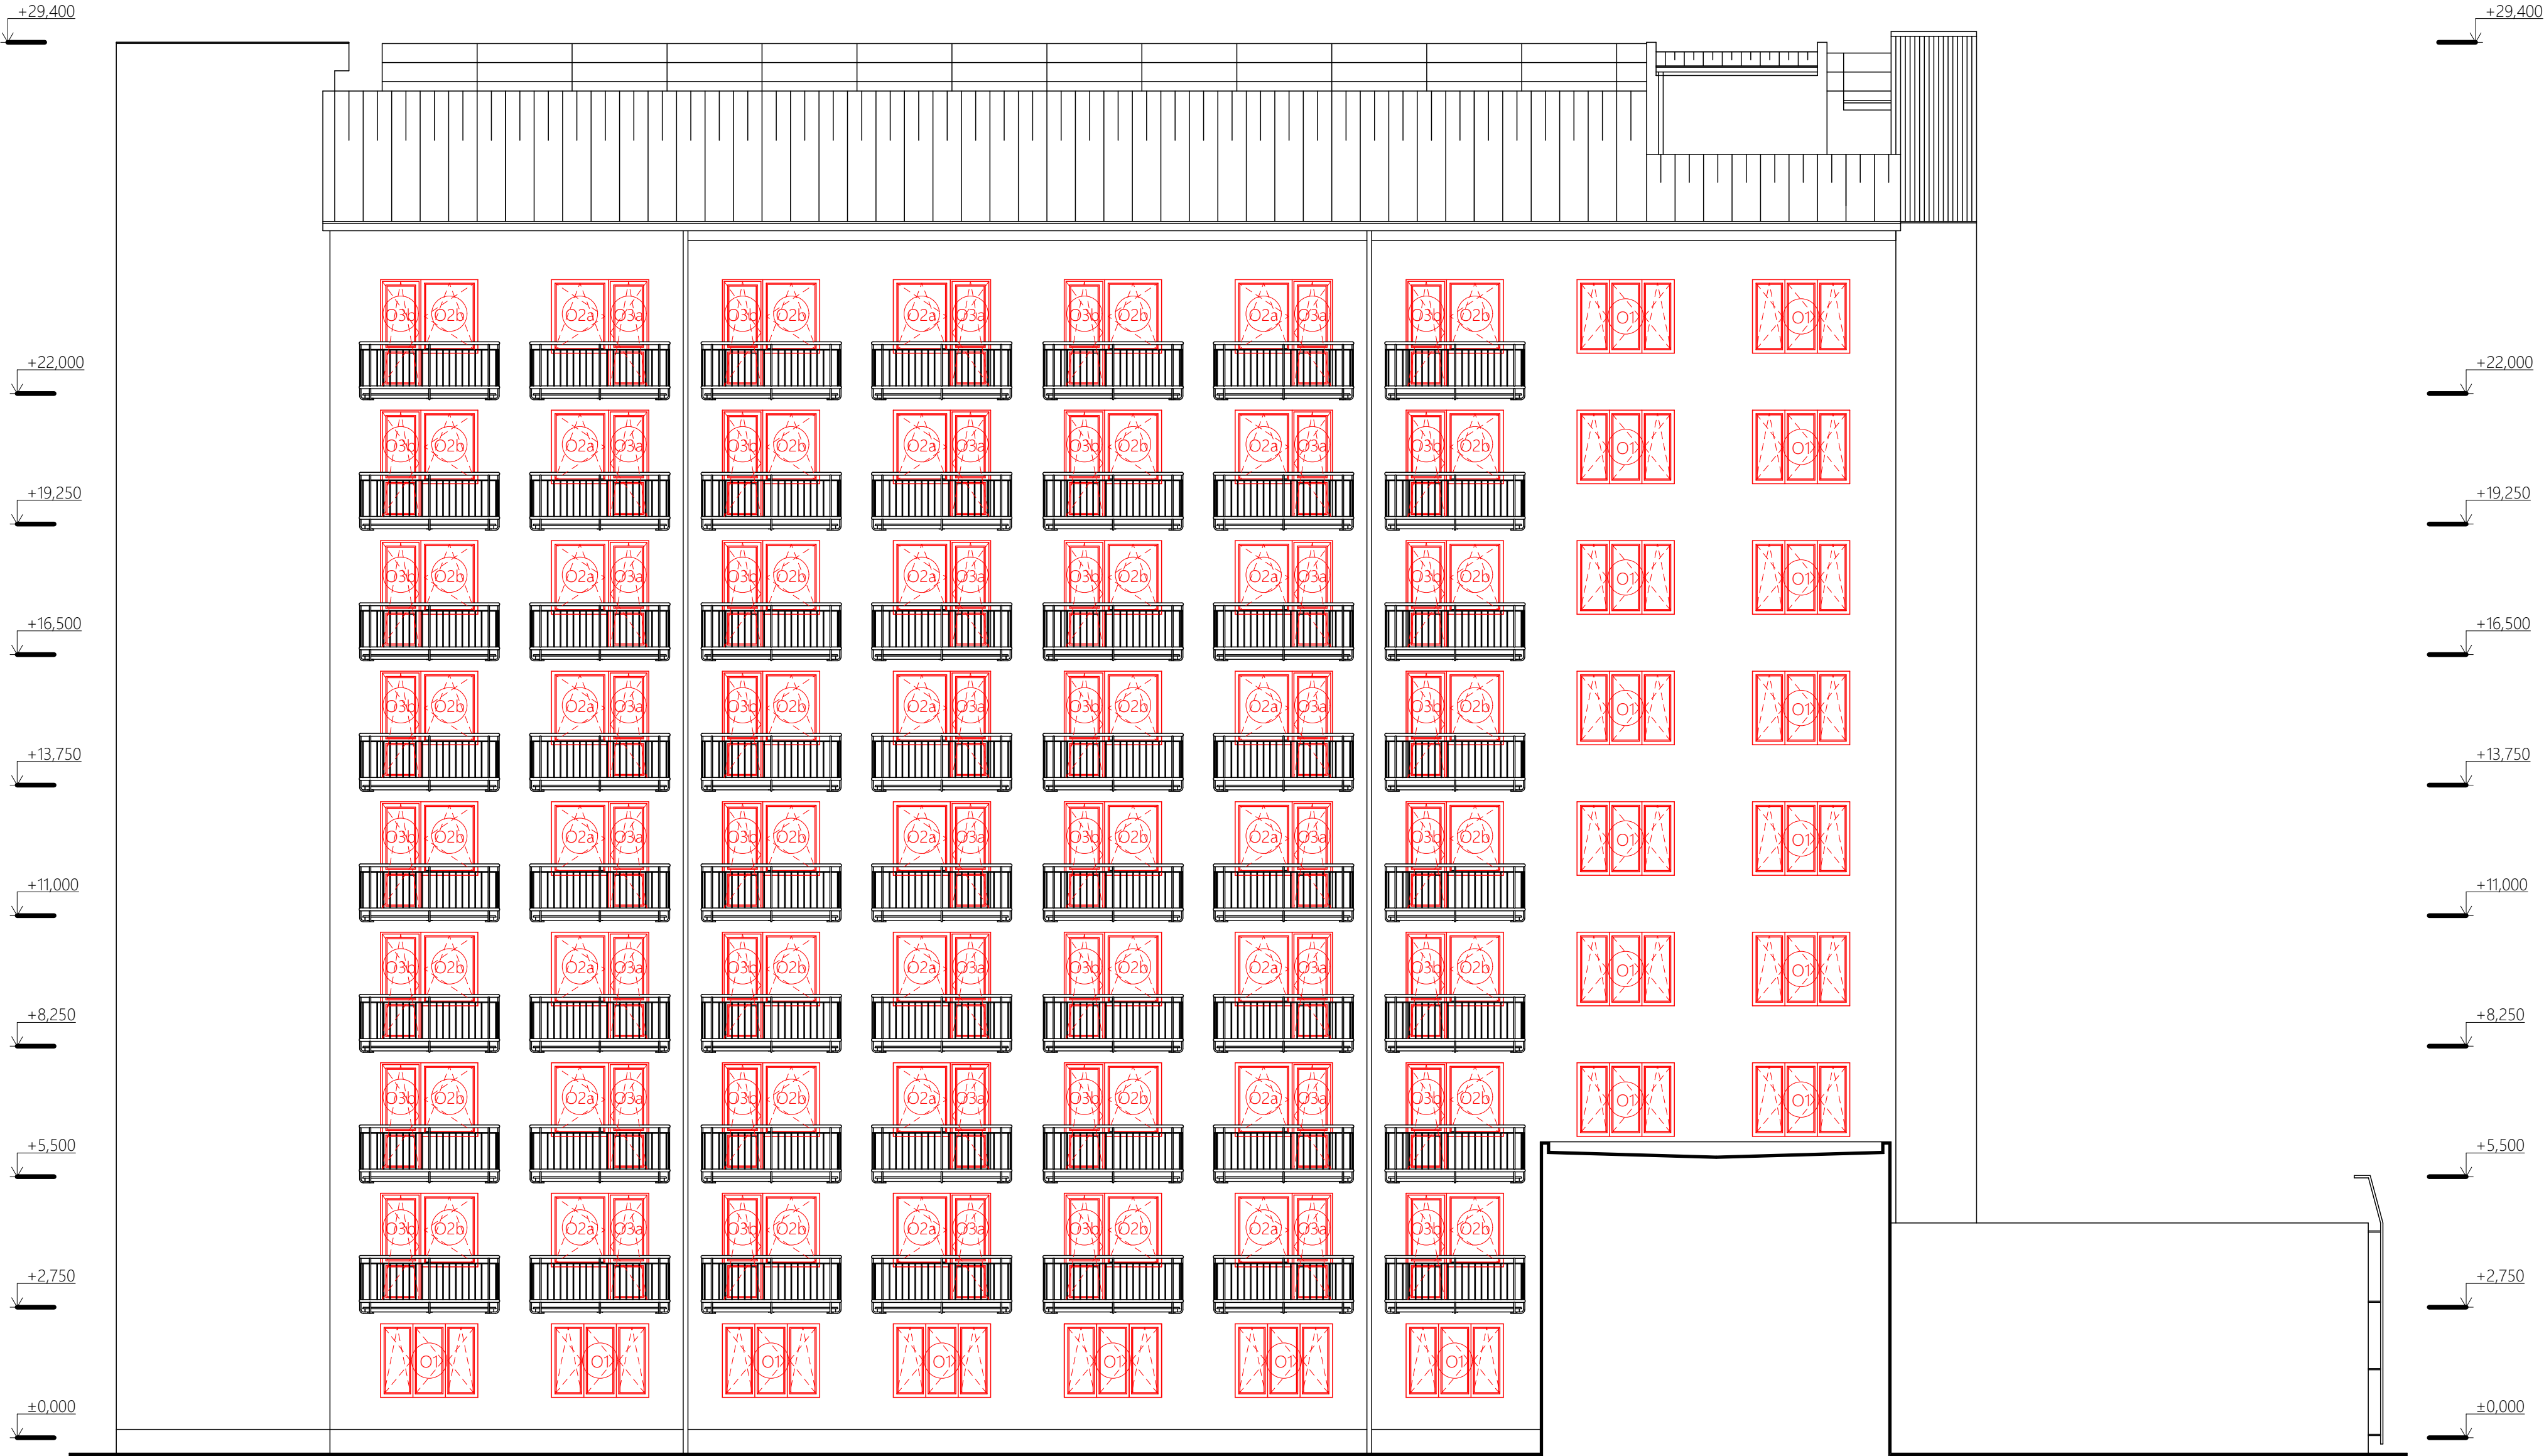 +29,400 +29,400
O3b O2b O2a O3a O3b O2b O2a O3a O3b O2b O2a O3a O3b O2b O1 O1
+22,000 +22,000
O3b O2b O2a O3a O3b O2b O2a O3a O3b O2b O2a O3a O3b O2b O1 O1
+19,250 +19,250
O3b O2b O2a O3a O3b O2b O2a O3a O3b O2b O2a O3a O3b O2b O1 O1
+16,500 +16,500
O3b O2b O2a O3a O3b O2b O2a O3a O3b O2b O2a O3a O3b O2b O1 O1
+13,750 +13,750
O3b O2b O2a O3a O3b O2b O2a O3a O3b O2b O2a O3a O3b O2b O1 O1
+11,000 +11,000
O3b O2b O2a O3a O3b O2b O2a O3a O3b O2b O2a O3a O3b O2b O1 O1
+8,250 +8,250
O3b O2b O2a O3a O3b O2b O2a O3a O3b O2b O2a O3a O3b O2b O1 O1
+5,500 +5,500
O3b O2b O2a O3a O3b O2b O2a O3a O3b O2b O2a O3a O3b O2b
+2,750 +2,750
O1 O1 O1 O1 O1 O1 O1
±0,000 ±0,000